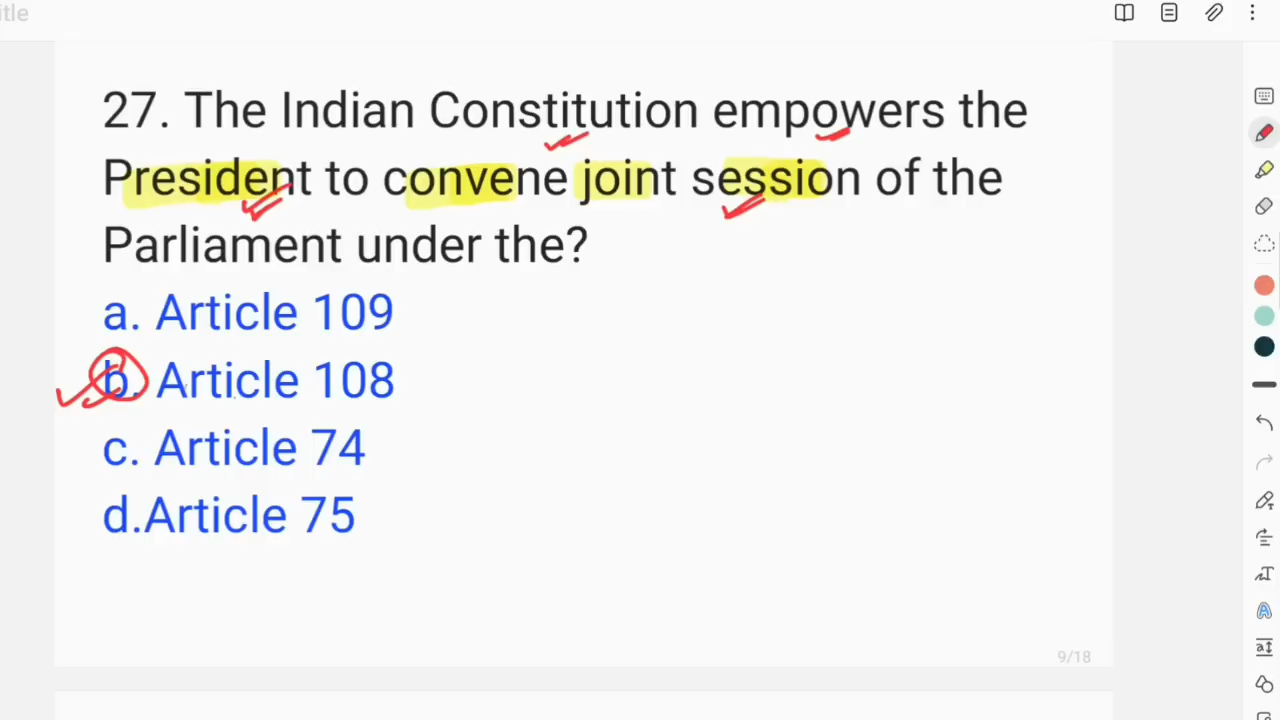 itle
27. The Indian Constitution empowers the
President to convene joint session of the
Parliament under the?
a. Article 109
b. Article 108
c. Article 74
d.Article 75
9/18